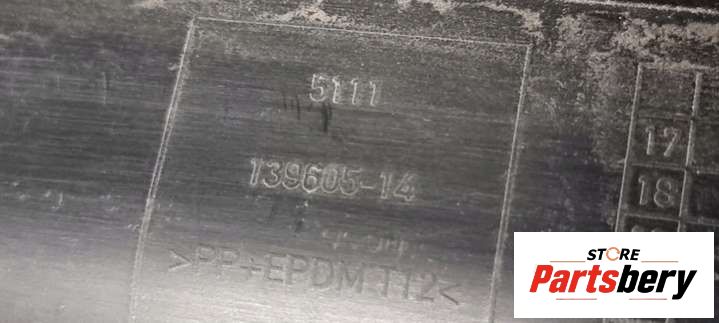 5111
139605-14
>PP+EPDM T12<
17
18
STORE
Partsbery